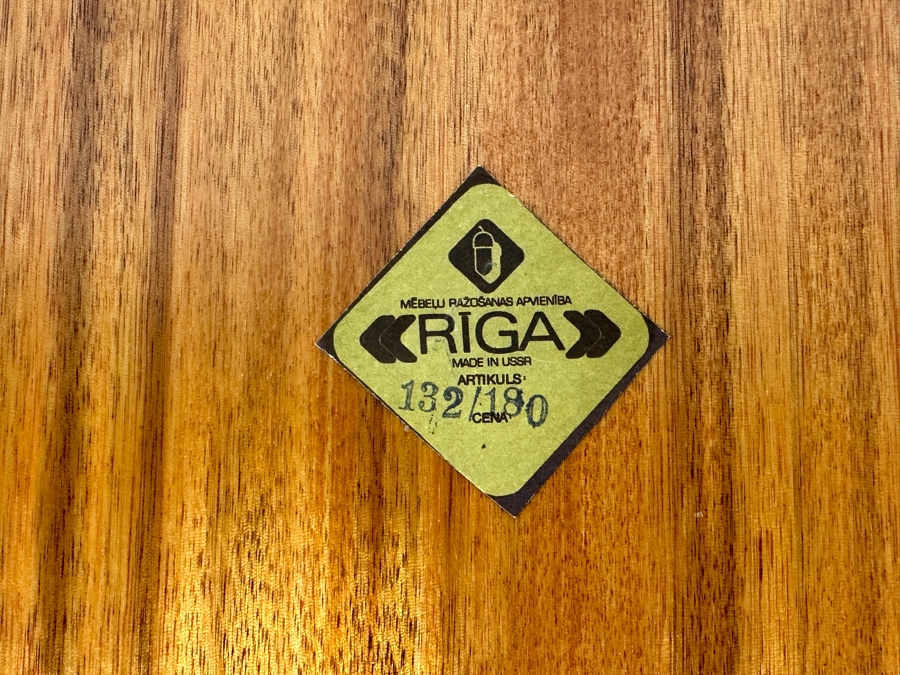 MĒBEĻU RAŽOŠANAS APVIENĪBA
RĪGA
MADE IN USSR
ARTIKULS:
132/180
CENA: